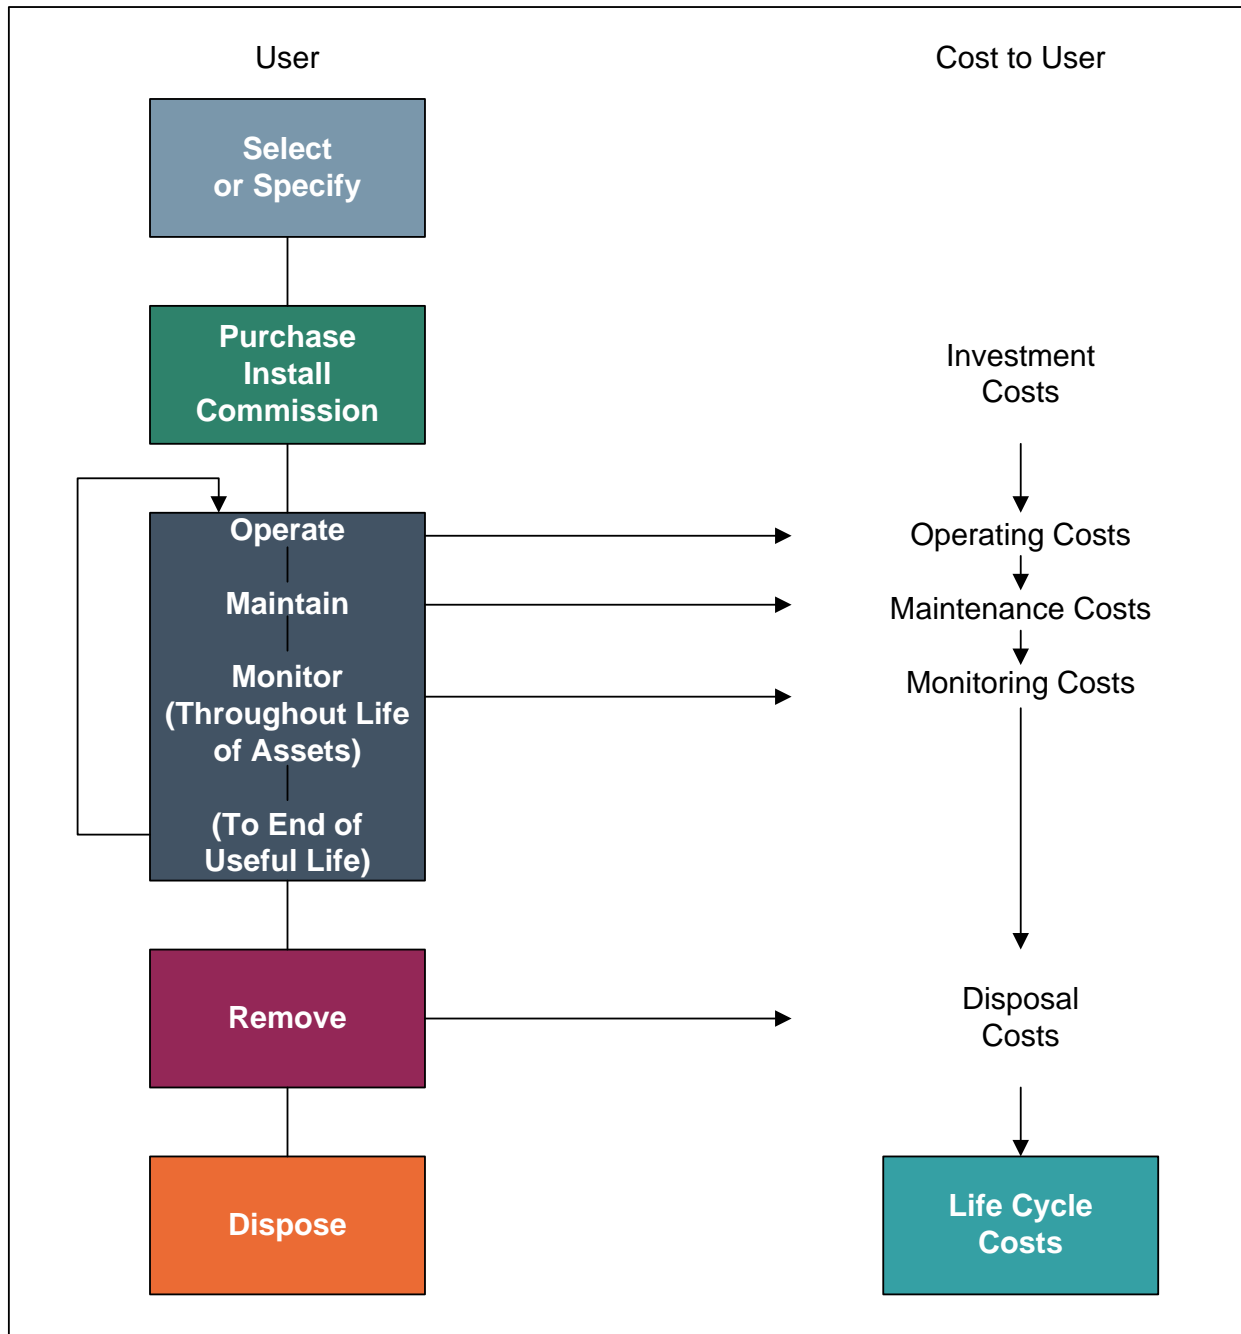 User
Cost to User
Select
or Specify
Purchase
Install
Commission
Investment
Costs
Operate
Operating Costs
Maintain
Maintenance Costs
Monitor
(Throughout Life
of Assets)
Monitoring Costs
(To End of
Useful Life)
Remove
Disposal
Costs
Dispose
Life Cycle
Costs